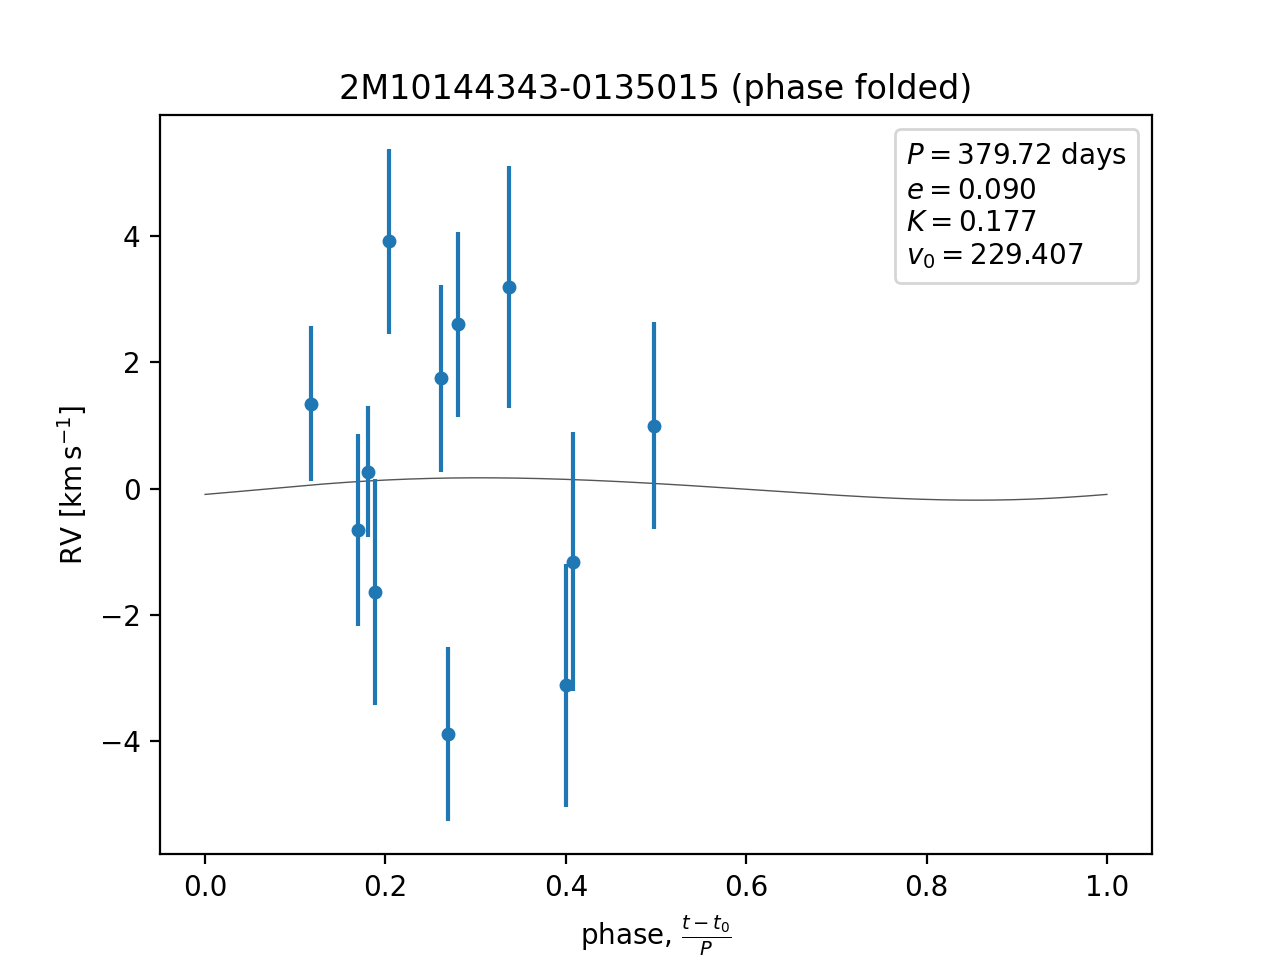 2M10144343-0135015 (phase folded)
P = 379.72 days
e = 0.090
K = 0.177
v₀ = 229.407
RV [km s⁻¹]
4
2
0
−2
−4
0.0 0.2 0.4 0.6 0.8 1.0
phase, (t − t₀)/P